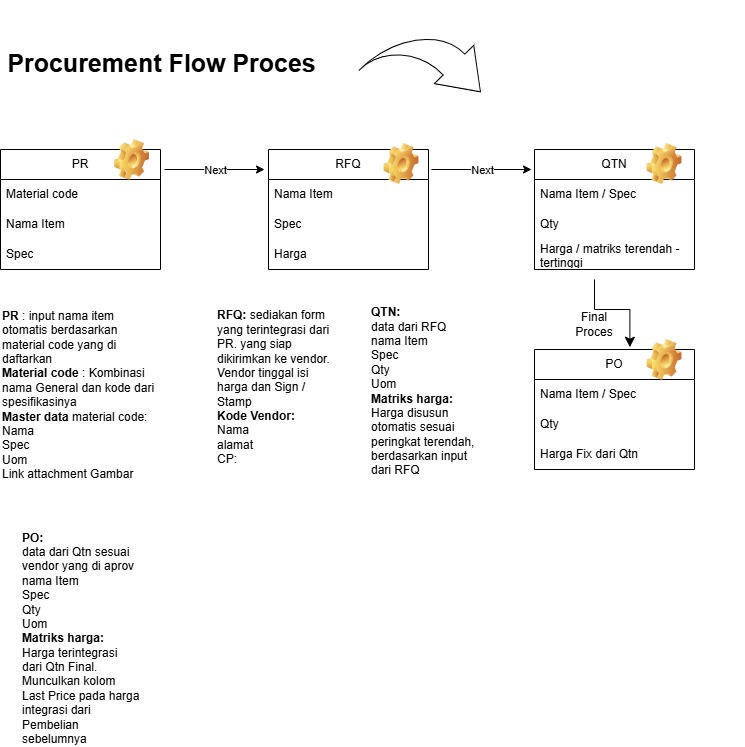 Procurement Flow Proces
PR
Material code
Nama Item
Spec
Next
RFQ
Nama Item
Spec
Harga
Next
QTN
Nama Item / Spec
Qty
Harga / matriks terendah -
tertinggi
Final
Proces
PO
Nama Item / Spec
Qty
Harga Fix dari Qtn
PR : input nama item
otomatis berdasarkan
material code yang di
daftarkan
Material code : Kombinasi
nama General dan kode dari
spesifikasinya
Master data material code:
Nama
Spec
Uom
Link attachment Gambar
RFQ: sediakan form
yang terintegrasi dari
PR. yang siap
dikirimkan ke vendor.
Vendor tinggal isi
harga dan Sign /
Stamp
Kode Vendor:
Nama
alamat
CP:
QTN:
data dari RFQ
nama Item
Spec
Qty
Uom
Matriks harga:
Harga disusun
otomatis sesuai
peringkat terendah,
berdasarkan input
dari RFQ
PO:
data dari Qtn sesuai
vendor yang di aprov
nama Item
Spec
Qty
Uom
Matriks harga:
Harga terintegrasi
dari Qtn Final.
Munculkan kolom
Last Price pada harga
integrasi dari
Pembelian
sebelumnya